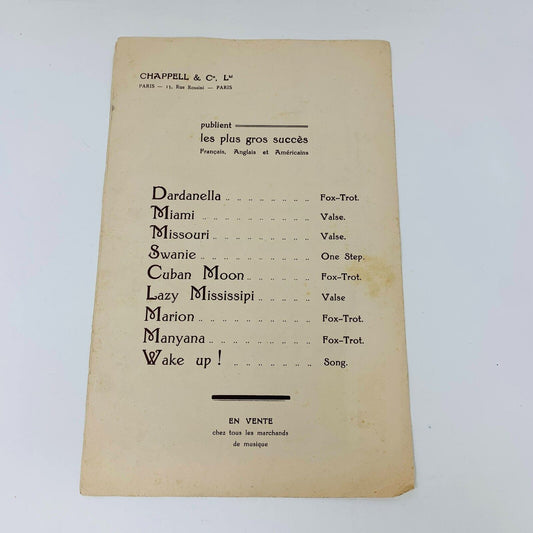 CHAPPELL & Cº, Lᵗᵈ
PARIS — 15, Rue Rossini — PARIS
publient
les plus gros succès
Français, Anglais et Américains
Dardanella . . . . . . . . Fox-Trot.
Miami . . . . . . . . Valse.
Missouri . . . . . . . . Valse.
Swanie . . . . . . . . One Step.
Cuban Moon . . . . . . . Fox-Trot.
Lazy Mississipi . . . . . Valse
Marion . . . . . . . . Fox-Trot.
Manyana . . . . . . . . Fox-Trot.
Wake up ! . . . . . . . Song.
EN VENTE
chez tous les marchands
de musique